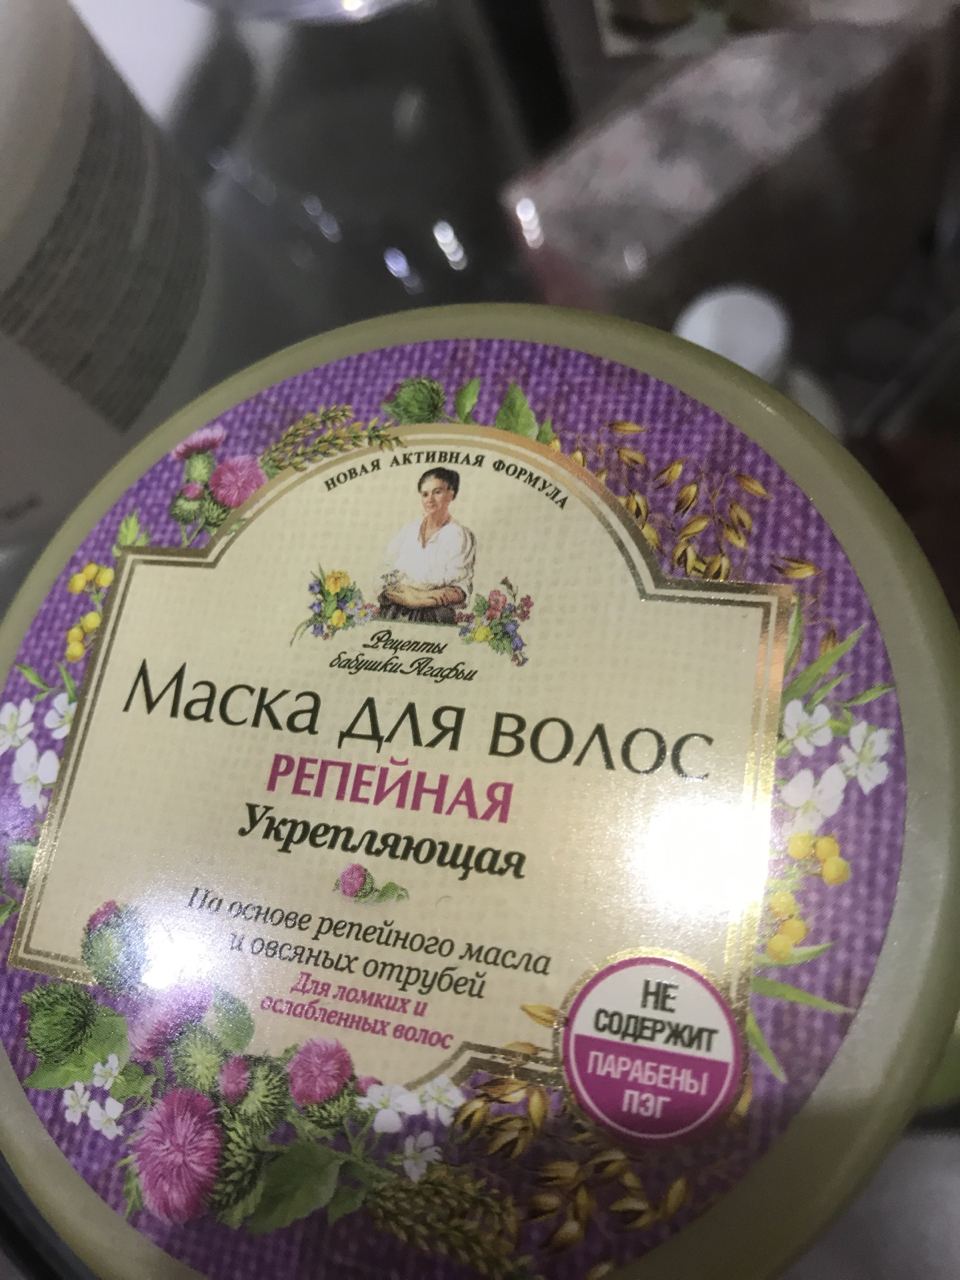 НОВАЯ АКТИВНАЯ ФОРМУЛА
Рецепты
бабушки Агафьи
Маска для волос
РЕПЕЙНАЯ
Укрепляющая
На основе репейного масла
и овсяных отрубей
Для ломких и
ослабленных волос
НЕ
СОДЕРЖИТ
ПАРАБЕНЫ
ПЭГ